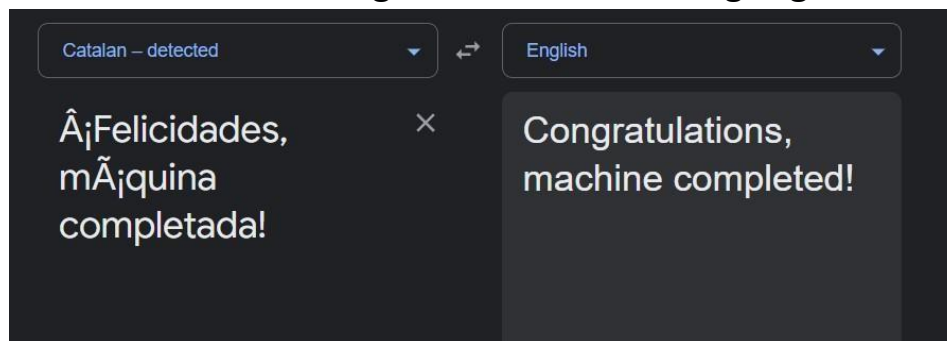 Catalan – detected
English
Â¡Felicidades,
mÃ¡quina
completada!
Congratulations,
machine completed!